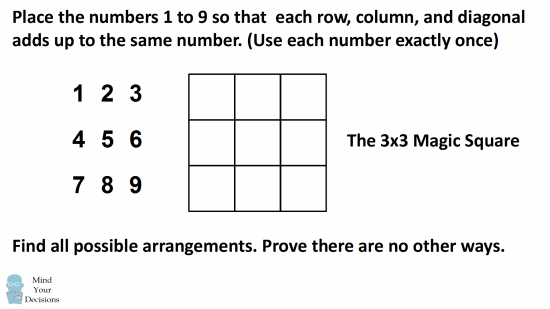 Place the numbers 1 to 9 so that each row, column, and diagonal
adds up to the same number. (Use each number exactly once)
1 2 3
4 5 6
The 3x3 Magic Square
7 8 9
Find all possible arrangements. Prove there are no other ways.
Mind
Your
Decisions